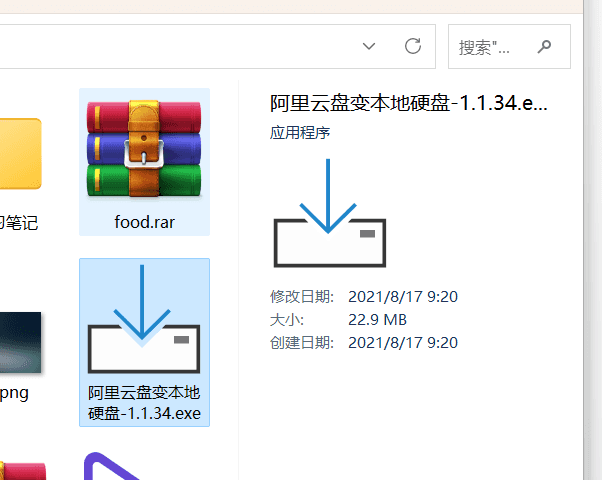 搜索"...
阿里云盘变本地硬盘-1.1.34.e...
应用程序
习笔记
food.rar
修改日期: 2021/8/17 9:20
大小: 22.9 MB
创建日期: 2021/8/17 9:20
png
阿里云盘变本地
硬盘-1.1.34.exe